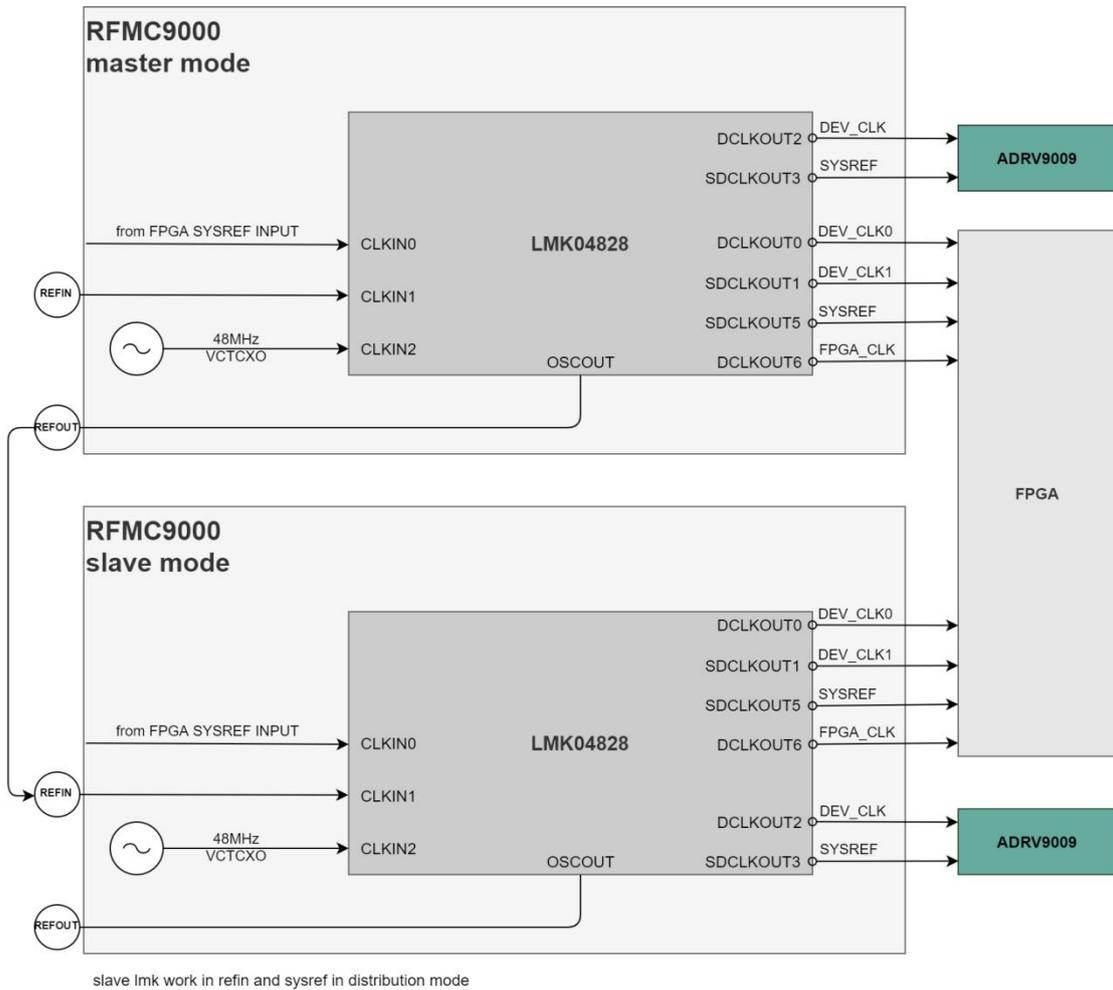 RFMC9000
master mode
DCLKOUT2
DEV_CLK
SDCLKOUT3
SYSREF
ADRV9009
from FPGA SYSREF INPUT
CLKIN0
LMK04828
DCLKOUT0
DEV_CLK0
REFIN
CLKIN1
SDCLKOUT1
DEV_CLK1
48MHz
VCTCXO
CLKIN2
SDCLKOUT5
SYSREF
OSCOUT
DCLKOUT6
FPGA_CLK
REFOUT
FPGA
RFMC9000
slave mode
DCLKOUT0
DEV_CLK0
SDCLKOUT1
DEV_CLK1
SDCLKOUT5
SYSREF
from FPGA SYSREF INPUT
CLKIN0
LMK04828
DCLKOUT6
FPGA_CLK
REFIN
CLKIN1
48MHz
VCTCXO
CLKIN2
DCLKOUT2
DEV_CLK
OSCOUT
SDCLKOUT3
SYSREF
ADRV9009
REFOUT
slave lmk work in refin and sysref in distribution mode